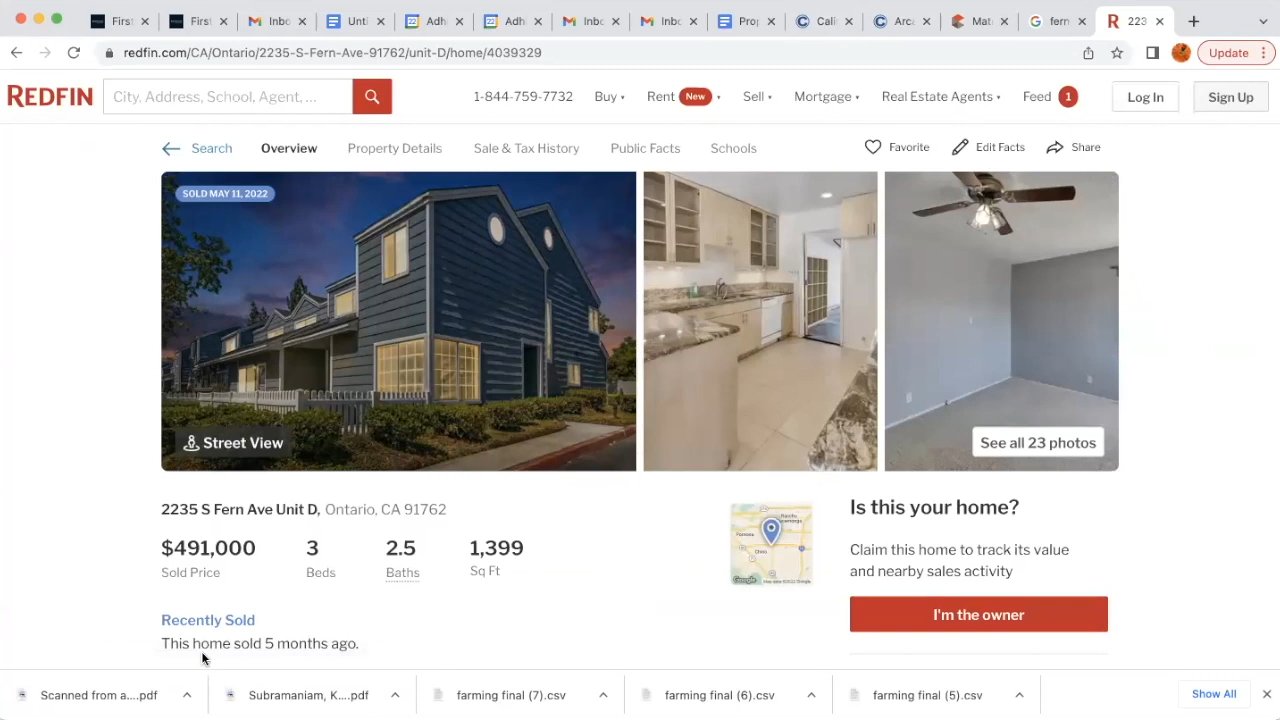 First
First
Inbo
Unti
Adh
Adh
Inbo
Inbo
Prop
Calif
Arca
Mat
fern
223
redfin.com/CA/Ontario/2235-S-Fern-Ave-91762/unit-D/home/4039329
Update
REDFIN
City, Address, School, Agent, ...
1-844-759-7732
Buy
Rent New
Sell
Mortgage
Real Estate Agents
Feed 1
Log In
Sign Up
Search
Overview
Property Details
Sale & Tax History
Public Facts
Schools
Favorite
Edit Facts
Share
SOLD MAY 11, 2022
Street View
See all 23 photos
2235 S Fern Ave Unit D, Ontario, CA 91762
$491,000 3 2.5 1,399
Sold Price Beds Baths Sq Ft
Is this your home?
Claim this home to track its value
and nearby sales activity
I'm the owner
Recently Sold
This home sold 5 months ago.
Scanned from a....pdf
Subramaniam, K....pdf
farming final (7).csv
farming final (6).csv
farming final (5).csv
Show All